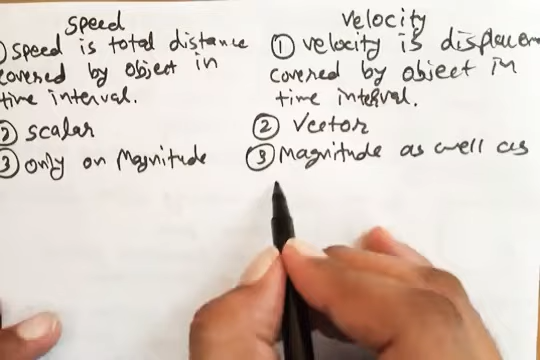 speed
① speed is total distance
covered by object in
time interval.
② scalar
③ only on Magnitude
velocity
① velocity is displacem
covered by object in
time interval.
② Vector
③ Magnitude as well as